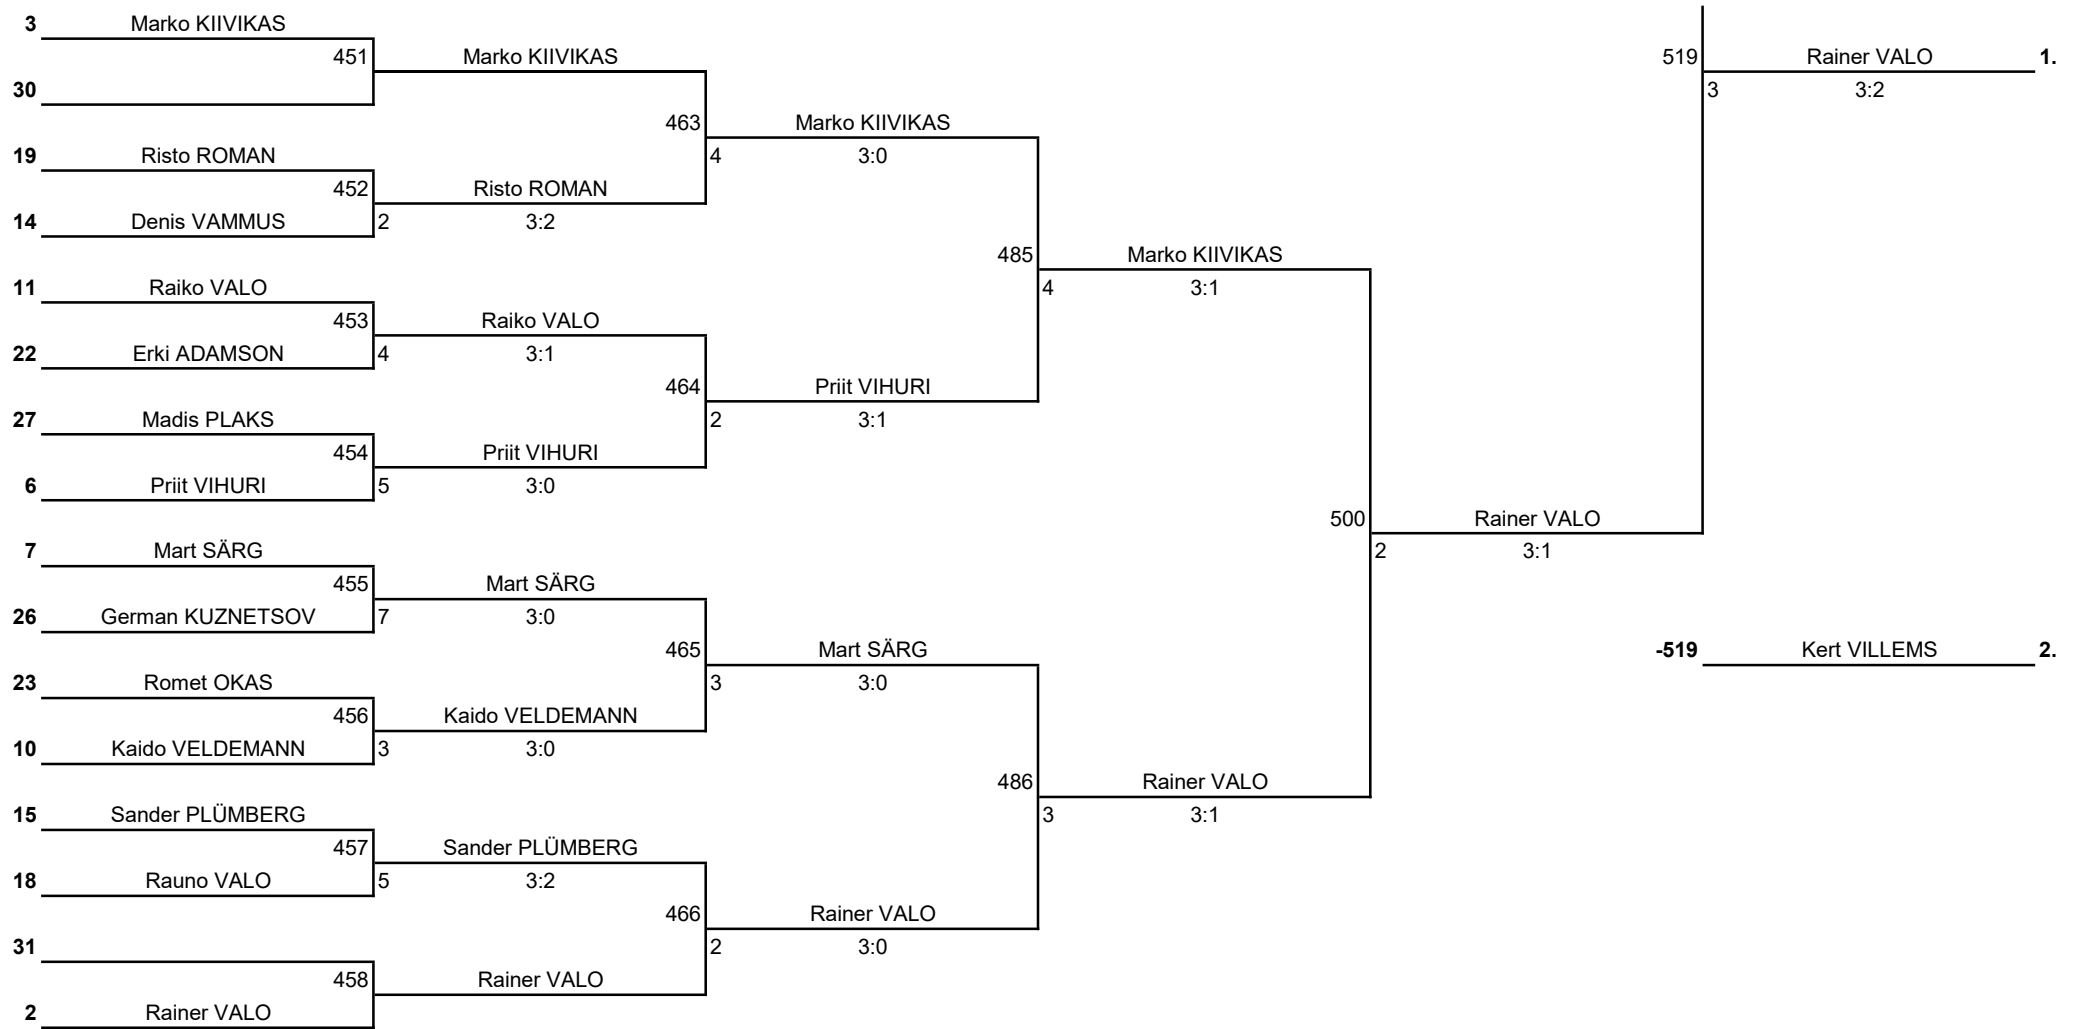 3 Marko KIIVIKAS
451 Marko KIIVIKAS 519 Rainer VALO 1.
30 3 3:2
463 Marko KIIVIKAS
19 Risto ROMAN 4 3:0
452 Risto ROMAN
14 Denis VAMMUS 2 3:2
485 Marko KIIVIKAS
11 Raiko VALO 4 3:1
453 Raiko VALO
22 Erki ADAMSON 4 3:1
464 Priit VIHURI
27 Madis PLAKS 2 3:1
454 Priit VIHURI
6 Priit VIHURI 5 3:0
500 Rainer VALO
7 Mart SÄRG 2 3:1
455 Mart SÄRG
26 German KUZNETSOV 7 3:0
465 Mart SÄRG -519 Kert VILLEMS 2.
23 Romet OKAS 3 3:0
456 Kaido VELDEMANN
10 Kaido VELDEMANN 3 3:0
486 Rainer VALO
15 Sander PLÜMBERG 3 3:1
457 Sander PLÜMBERG
18 Rauno VALO 5 3:2
466 Rainer VALO
31 2 3:0
458 Rainer VALO
2 Rainer VALO